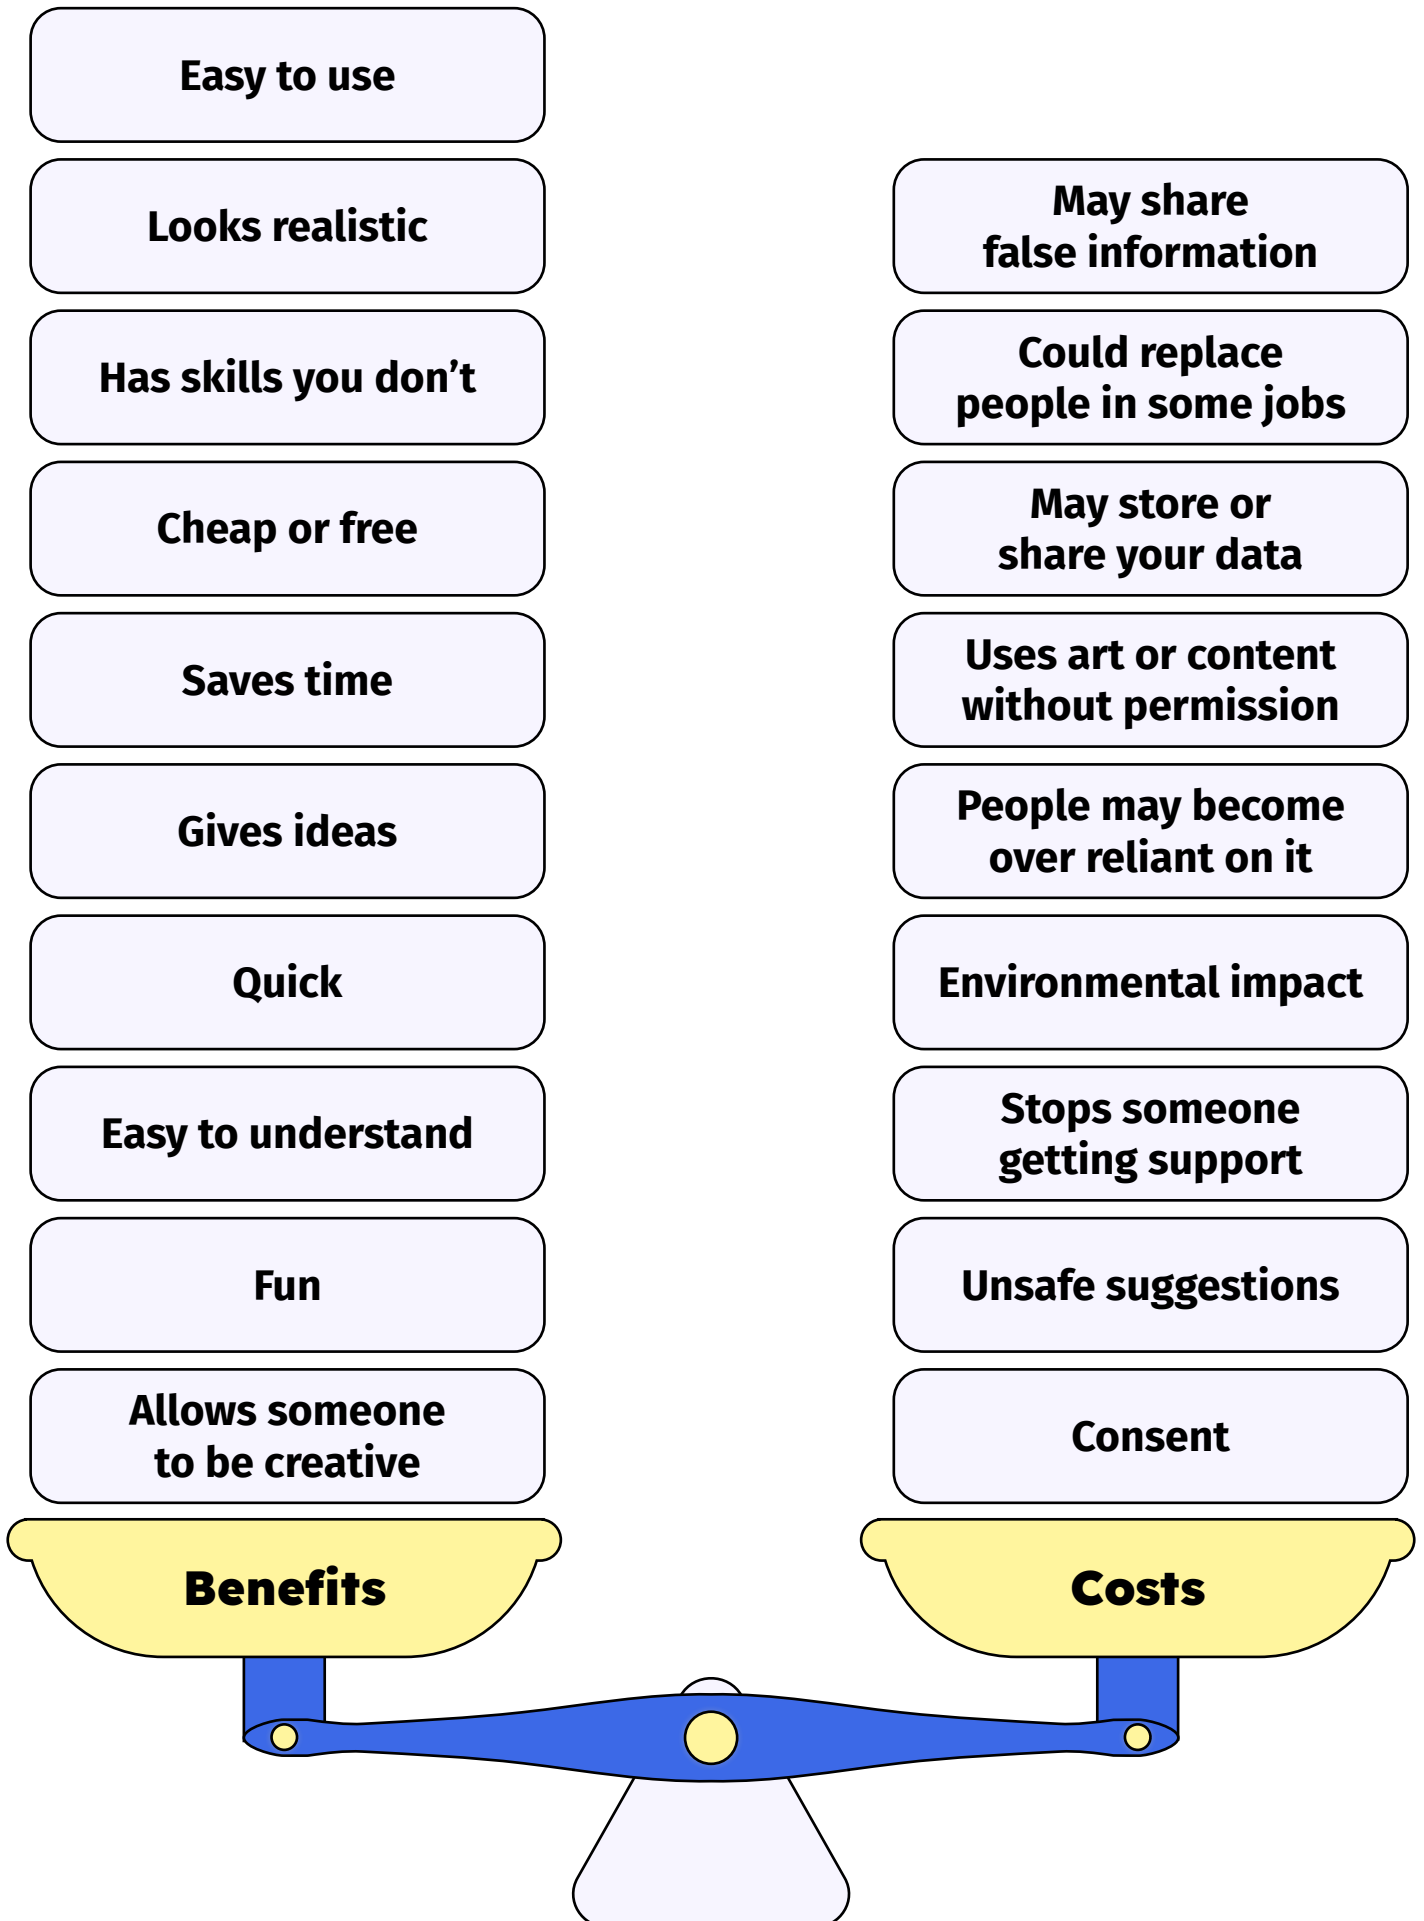 Easy to use
Looks realistic
Has skills you don’t
Cheap or free
Saves time
Gives ideas
Quick
Easy to understand
Fun
Allows someone
to be creative
Benefits
May share
false information
Could replace
people in some jobs
May store or
share your data
Uses art or content
without permission
People may become
over reliant on it
Environmental impact
Stops someone
getting support
Unsafe suggestions
Consent
Costs